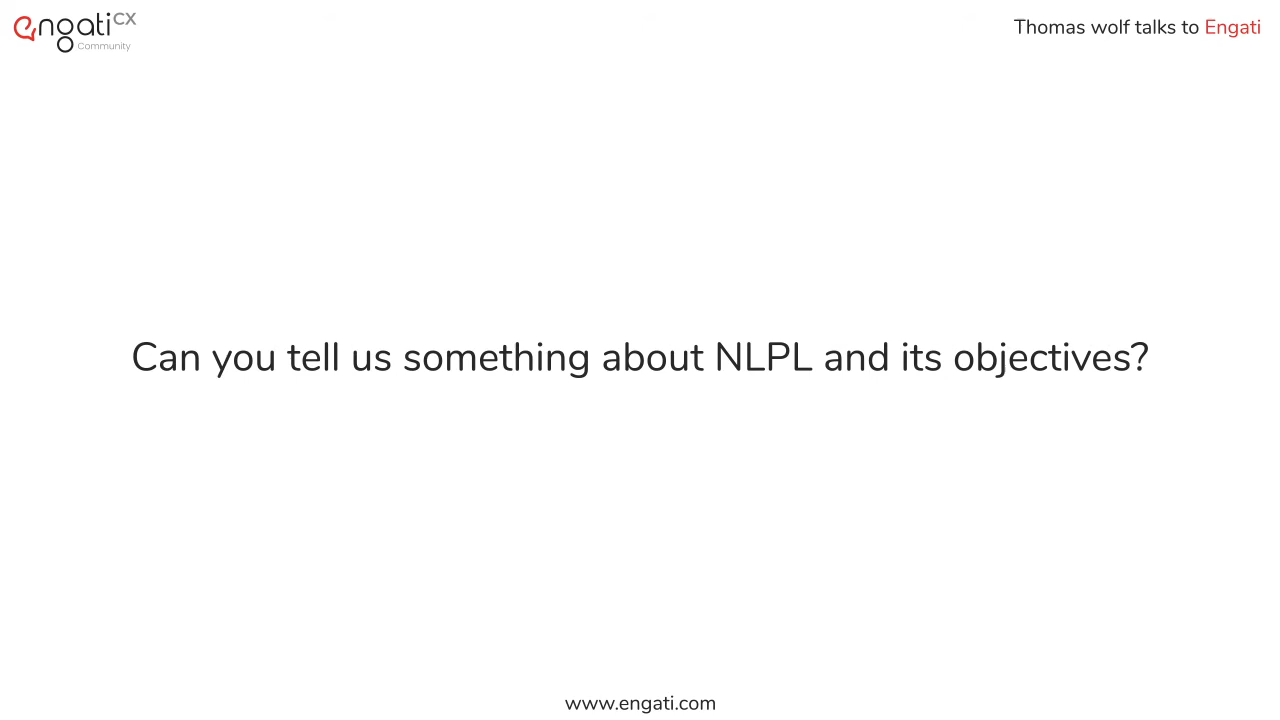 engati CX
Community
Thomas wolf talks to Engati
Can you tell us something about NLPL and its objectives?
www.engati.com